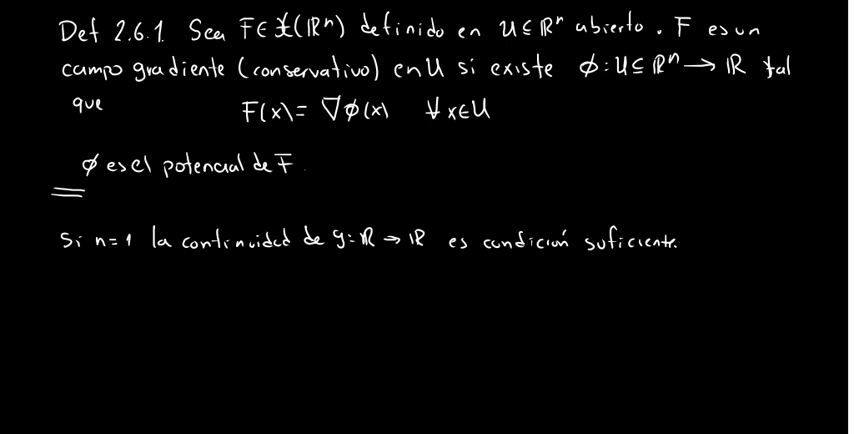 Def 2.6.1. Sea F∈𝔛(ℝⁿ) definido en U⊆ℝⁿ abierto. F es un
campo gradiente (conservativo) en U si existe ϕ:U⊆ℝⁿ→ℝ tal
que F(x)=∇ϕ(x) ∀x∈U
ϕ es el potencial de F.
Si n=1 la continuidad de g:ℝ→ℝ es condición suficiente.